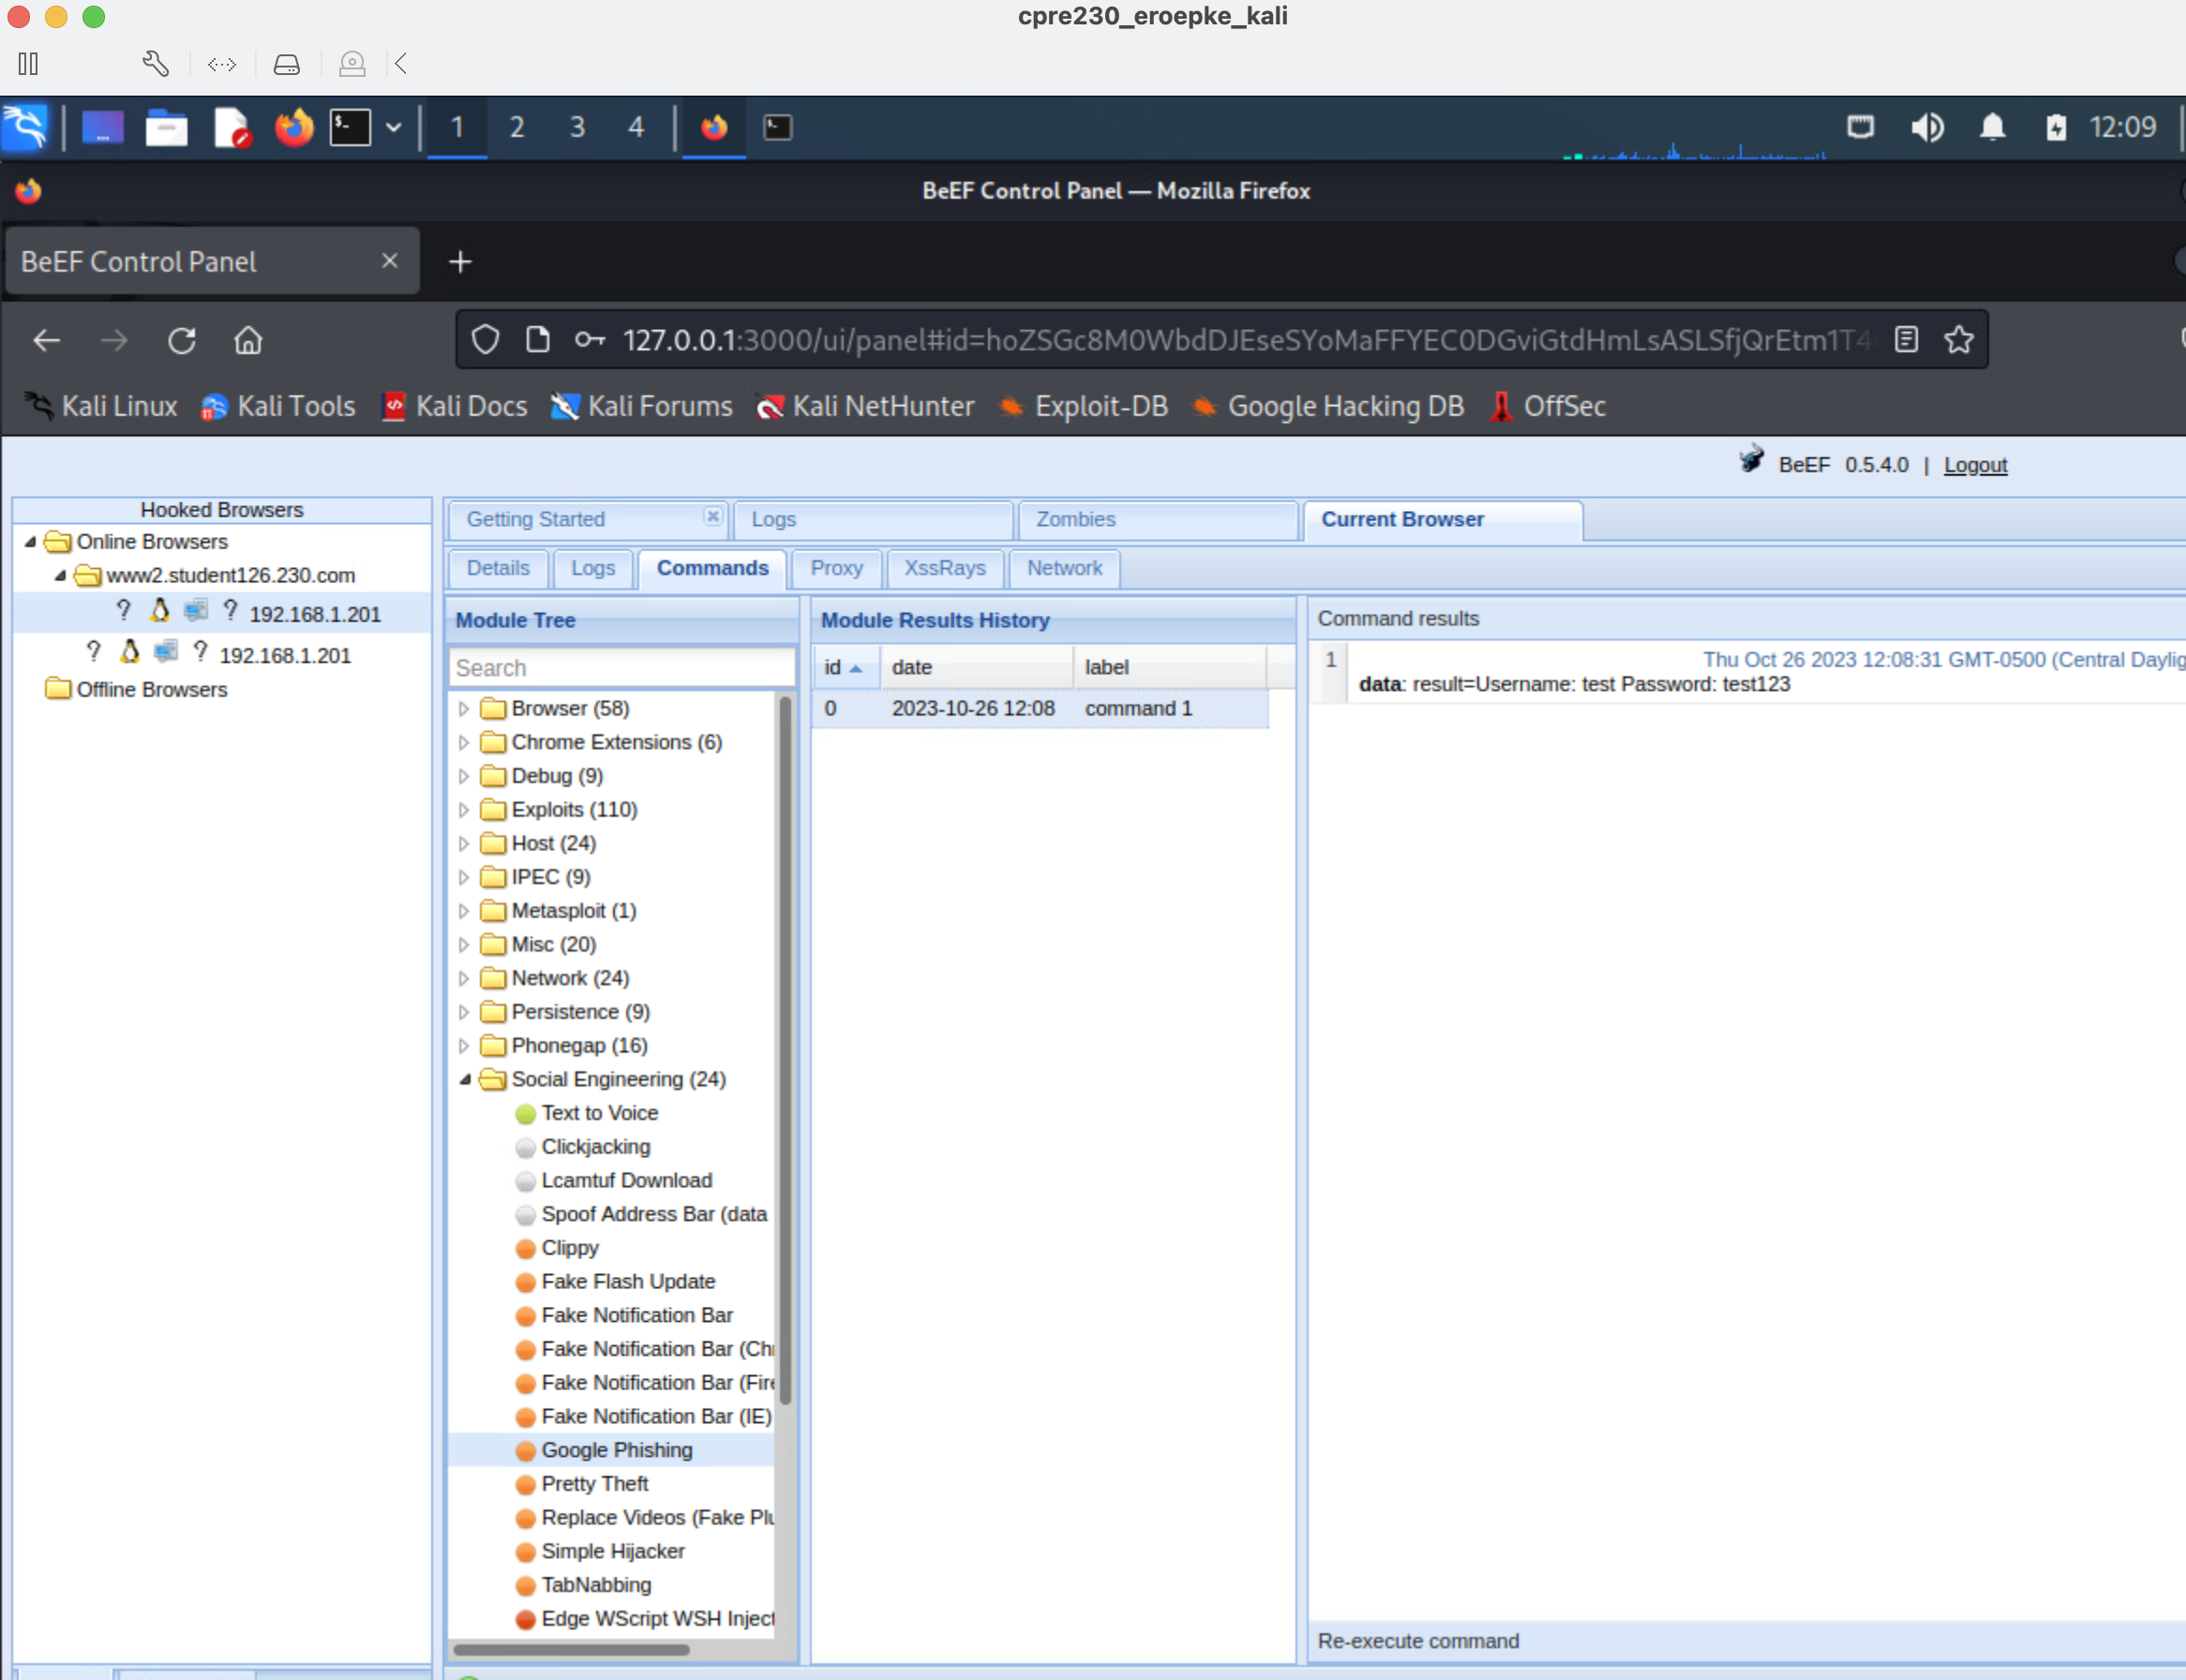 cpre230_eroepke_kali
1 2 3 4 12:09
BeEF Control Panel — Mozilla Firefox
BeEF Control Panel
127.0.0.1:3000/ui/panel#id=hoZSGc8M0WbdDJEseSYoMaFFYEC0DGviGtdHmLsASLSfjQrEtm1T4
Kali Linux Kali Tools Kali Docs Kali Forums Kali NetHunter Exploit-DB Google Hacking DB OffSec
BeEF 0.5.4.0 | Logout
Hooked Browsers
Online Browsers
www2.student126.230.com
? ? 192.168.1.201
? ? 192.168.1.201
Offline Browsers
Getting Started Logs Zombies Current Browser
Details Logs Commands Proxy XssRays Network
Module Tree
Search
Browser (58)
Chrome Extensions (6)
Debug (9)
Exploits (110)
Host (24)
IPEC (9)
Metasploit (1)
Misc (20)
Network (24)
Persistence (9)
Phonegap (16)
Social Engineering (24)
Text to Voice
Clickjacking
Lcamtuf Download
Spoof Address Bar (data
Clippy
Fake Flash Update
Fake Notification Bar
Fake Notification Bar (Ch
Fake Notification Bar (Fire
Fake Notification Bar (IE)
Google Phishing
Pretty Theft
Replace Videos (Fake Plu
Simple Hijacker
TabNabbing
Edge WScript WSH Inject
Module Results History
id date label
0 2023-10-26 12:08 command 1
Command results
1 Thu Oct 26 2023 12:08:31 GMT-0500 (Central Daylig
data: result=Username: test Password: test123
Re-execute command